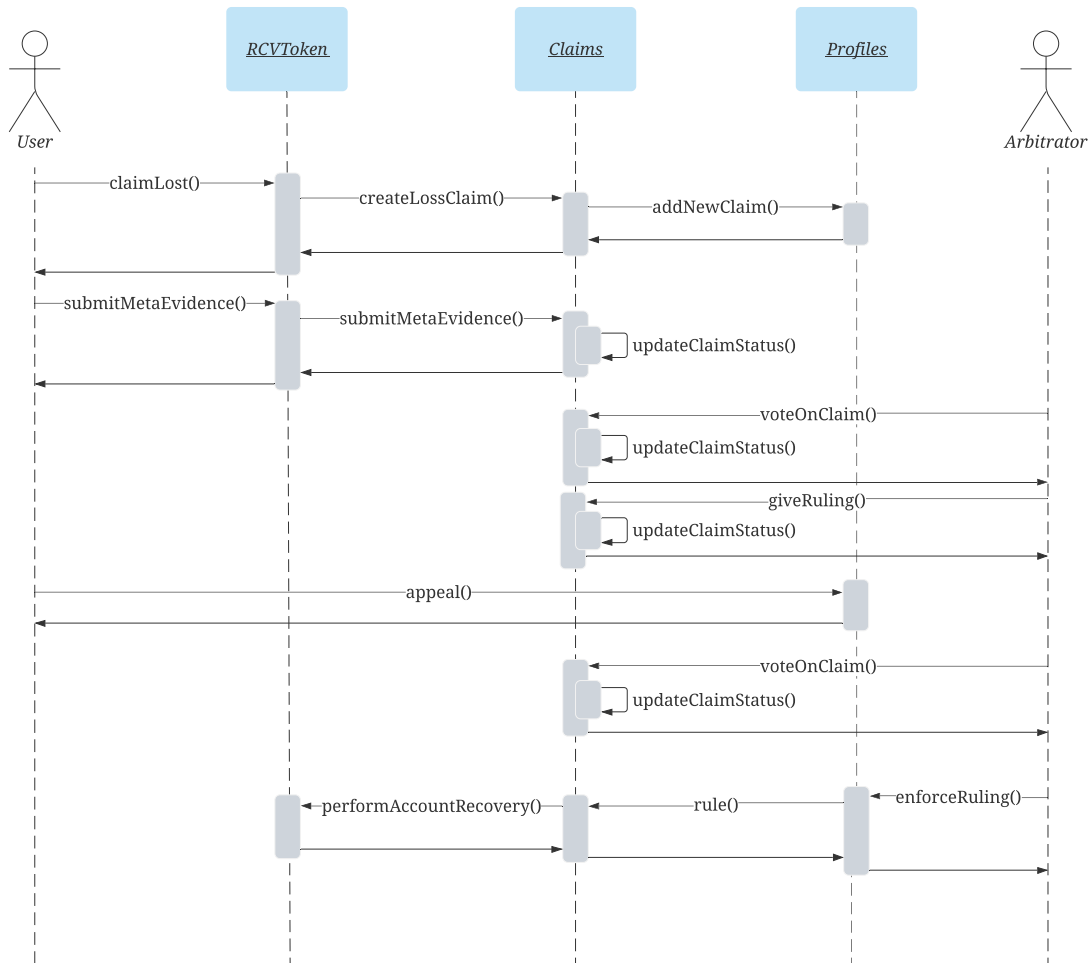 RCVToken
Claims
Profiles
User
Arbitrator
claimLost()
createLossClaim()
addNewClaim()
submitMetaEvidence()
submitMetaEvidence()
updateClaimStatus()
voteOnClaim()
updateClaimStatus()
giveRuling()
updateClaimStatus()
appeal()
voteOnClaim()
updateClaimStatus()
performAccountRecovery()
rule()
enforceRuling()